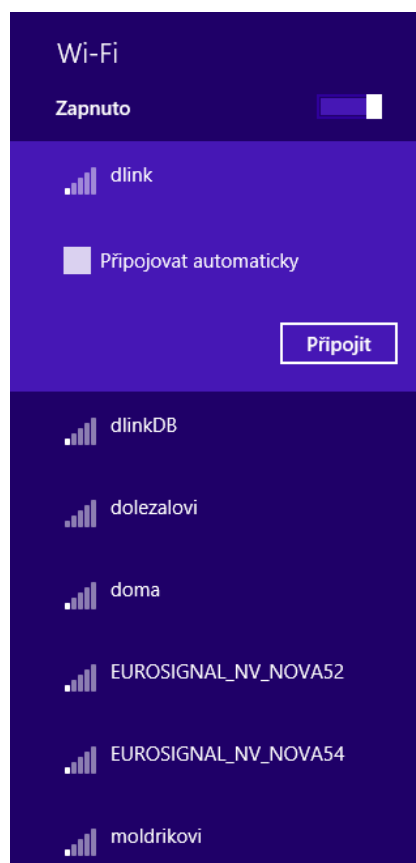 Wi-Fi
Zapnuto
dlink
Připojovat automaticky
Připojit
dlinkDB
dolezalovi
doma
EUROSIGNAL_NV_NOVA52
EUROSIGNAL_NV_NOVA54
moldrikovi